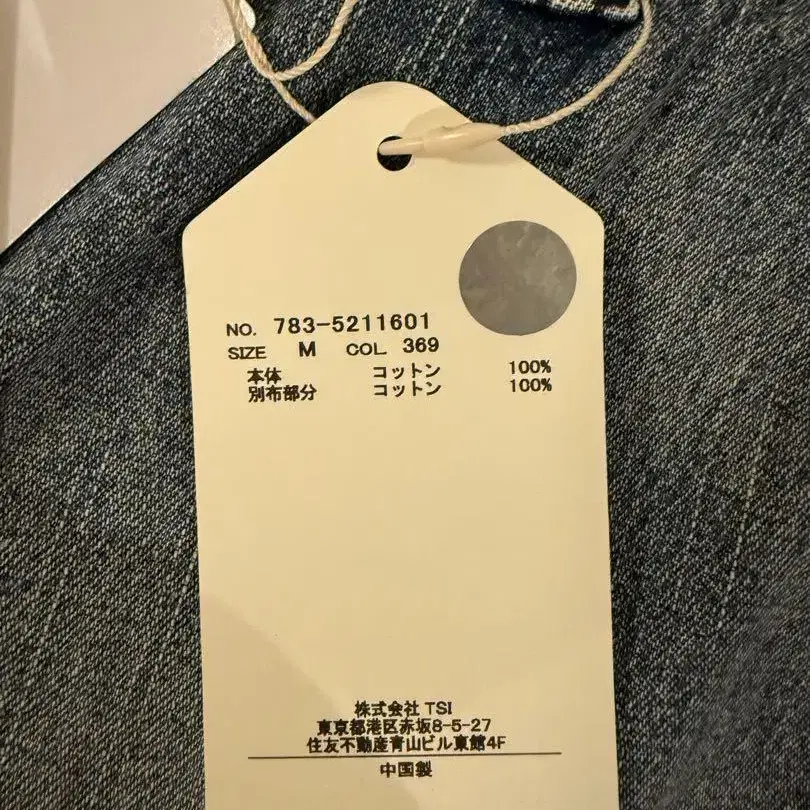 NO. 783-5211601
SIZE M COL. 369
本体 コットン 100%
別布部分 コットン 100%
株式会社 TSI
東京都港区赤坂8-5-27
住友不動産青山ビル東館4F
中国製